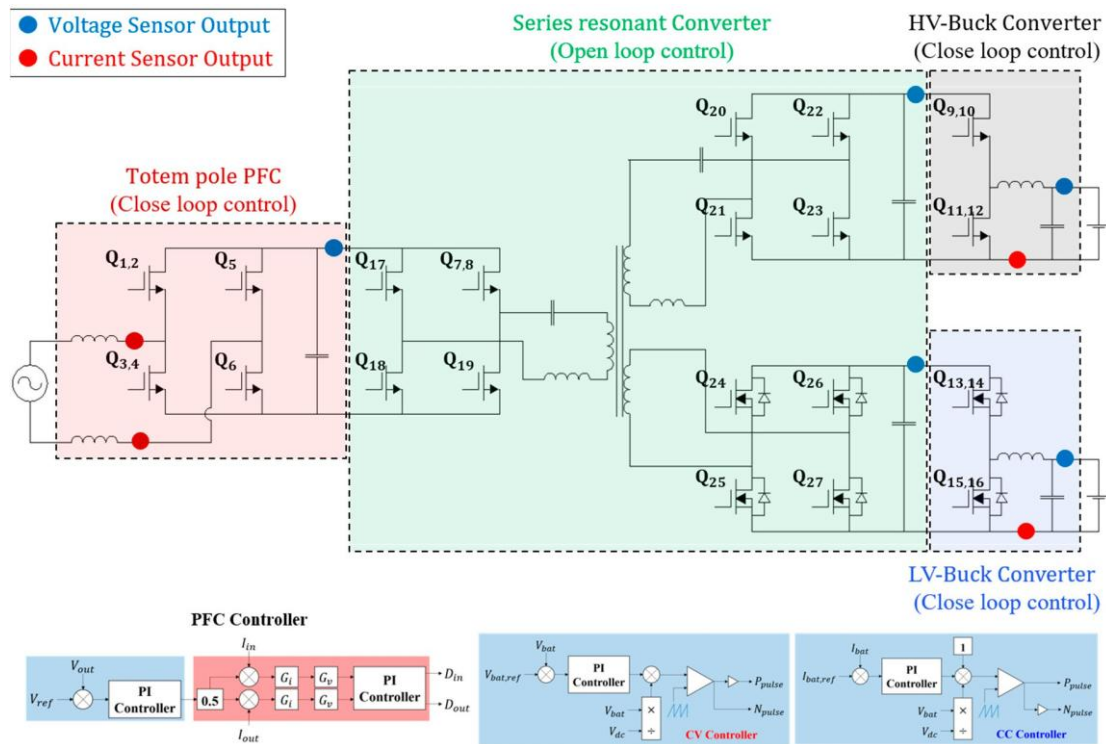 Voltage Sensor Output
Current Sensor Output
Series resonant Converter
(Open loop control)
HV-Buck Converter
(Close loop control)
Totem pole PFC
(Close loop control)
Q20
Q22
Q9,10
Q21
Q23
Q11,12
Q1,2
Q5
Q17
Q7,8
Q3,4
Q6
Q18
Q19
Q24
Q26
Q13,14
Q25
Q27
Q15,16
LV-Buck Converter
(Close loop control)
PFC Controller
Vout
Vref
PI
Controller
Iin
0.5
Gi
Gv
Gi
Gv
PI
Controller
Din
Dout
Iout
Vbat
Vbat,ref
PI
Controller
Vbat
Vdc
×
÷
Ppulse
Npulse
CV Controller
Ibat
Ibat,ref
PI
Controller
1
Vbat
Vdc
×
÷
Ppulse
Npulse
CC Controller